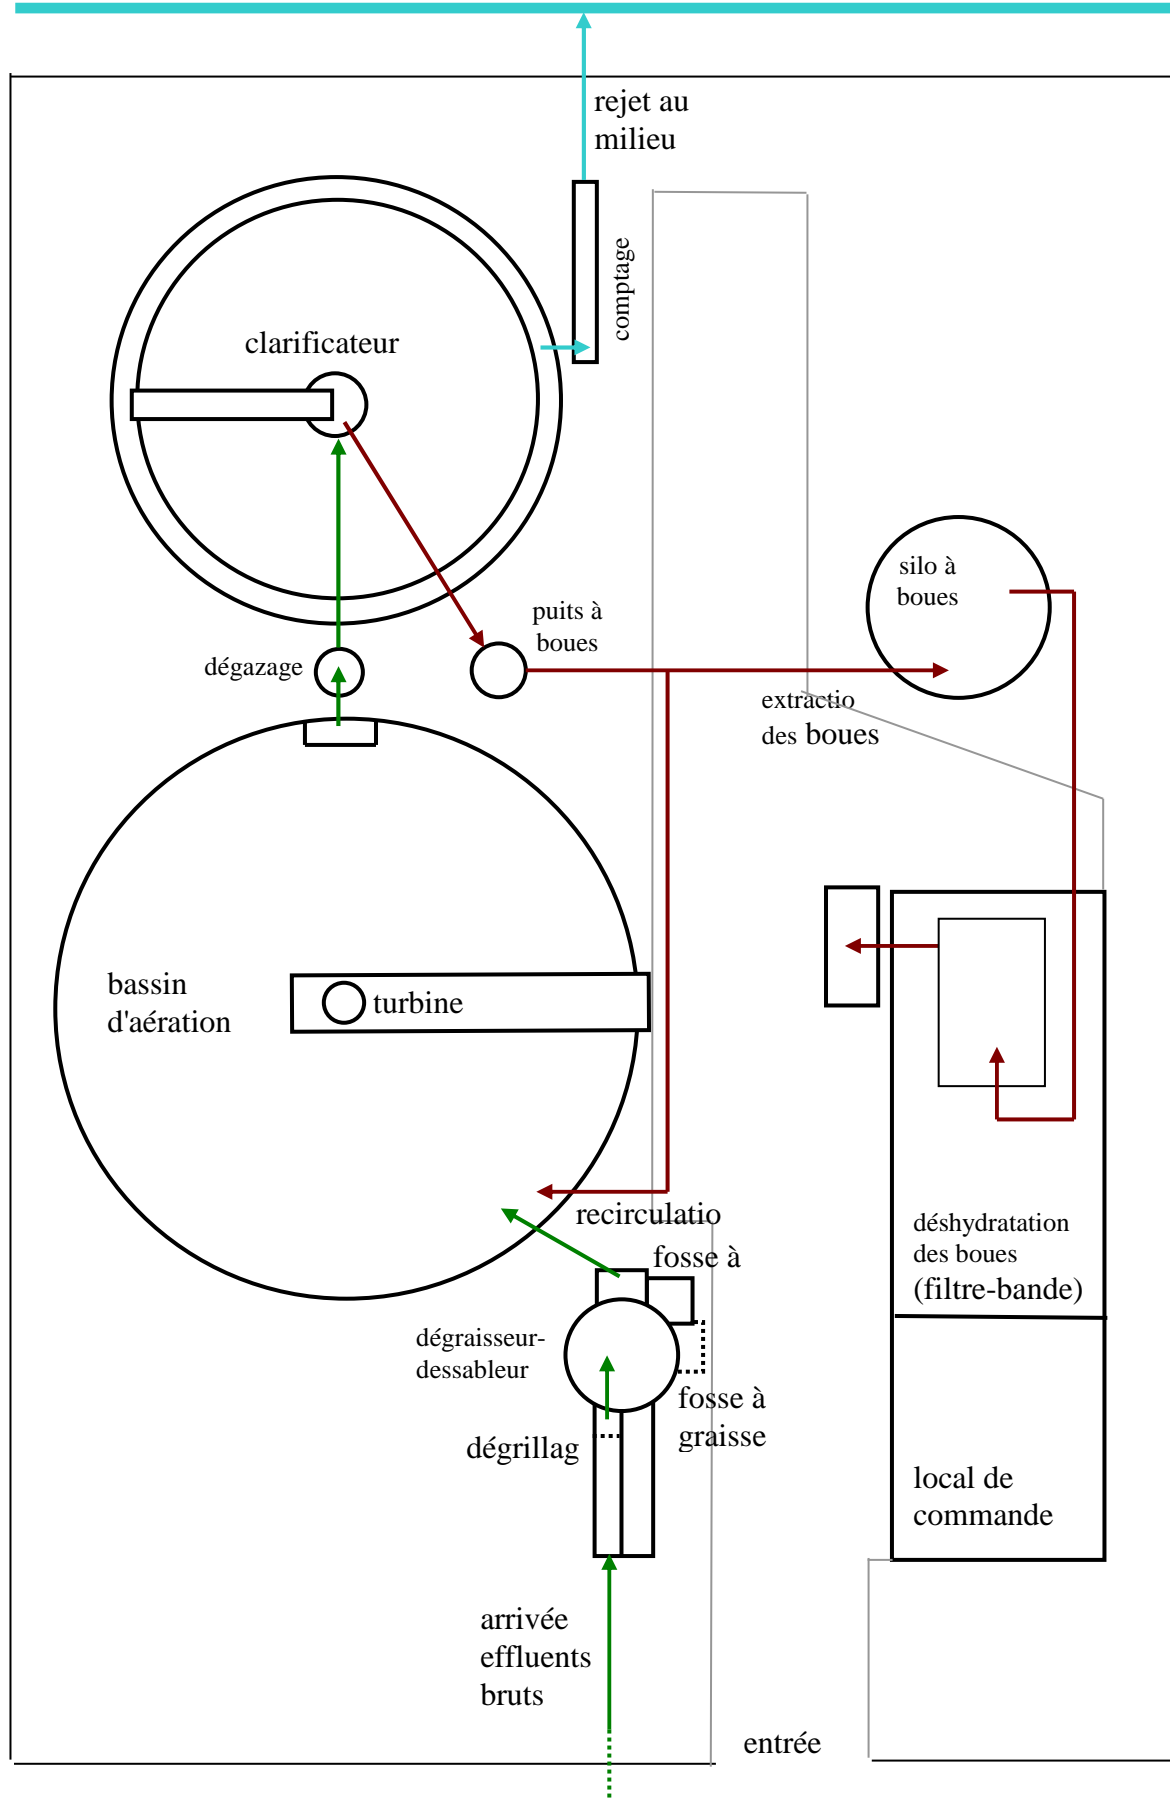 rejet au
milieu
comptage
clarificateur
silo à
boues
puits à
boues
dégazage
extractio
des boues
bassin
d'aération
turbine
recirculatio
fosse à
déshydratation
des boues
(filtre-bande)
dégraisseur-
dessableur
fosse à
graisse
dégrillag
local de
commande
arrivée
effluents
bruts
entrée